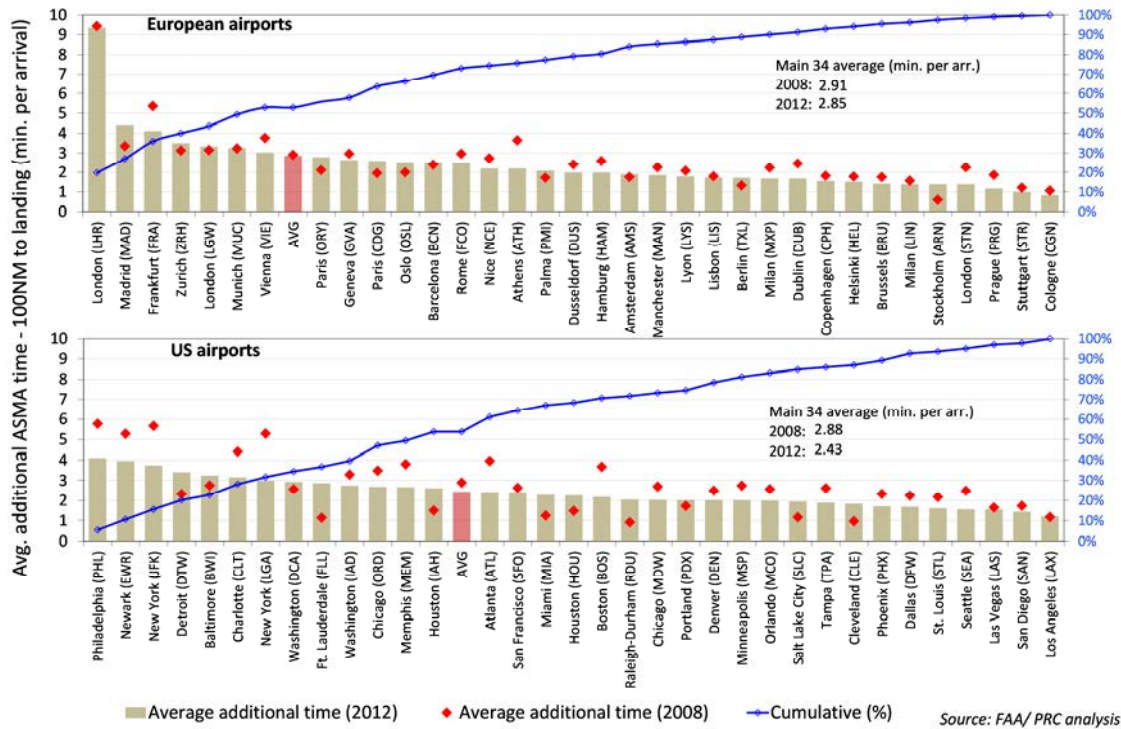 Avg. additional ASMA time - 100NM to landing (min. per arrival)
European airports
10
9
8
7
6
5
4
3
2
1
0
100%
90%
80%
70%
60%
50%
40%
30%
20%
10%
0%
Main 34 average (min. per arr.)
2008: 2.91
2012: 2.85
London (LHR)
Madrid (MAD)
Frankfurt (FRA)
Zurich (ZRH)
London (LGW)
Munich (MUC)
Vienna (VIE)
AVG
Paris (ORY)
Geneva (GVA)
Paris (CDG)
Oslo (OSL)
Barcelona (BCN)
Rome (FCO)
Nice (NCE)
Athens (ATH)
Palma (PMI)
Dusseldorf (DUS)
Hamburg (HAM)
Amsterdam (AMS)
Manchester (MAN)
Lyon (LYS)
Lisbon (LIS)
Berlin (TXL)
Milan (MXP)
Dublin (DUB)
Copenhagen (CPH)
Helsinki (HEL)
Brussels (BRU)
Milan (LIN)
Stockholm (ARN)
London (STN)
Prague (PRG)
Stuttgart (STR)
Cologne (CGN)
US airports
10
9
8
7
6
5
4
3
2
1
0
100%
90%
80%
70%
60%
50%
40%
30%
20%
10%
0%
Main 34 average (min. per arr.)
2008: 2.88
2012: 2.43
Philadelphia (PHL)
Newark (EWR)
New York (JFK)
Detroit (DTW)
Baltimore (BWI)
Charlotte (CLT)
New York (LGA)
Washington (DCA)
Ft. Lauderdale (FLL)
Washington (IAD)
Chicago (ORD)
Memphis (MEM)
Houston (IAH)
AVG
Atlanta (ATL)
San Francisco (SFO)
Miami (MIA)
Houston (HOU)
Boston (BOS)
Raleigh-Durham (RDU)
Chicago (MDW)
Portland (PDX)
Denver (DEN)
Minneapolis (MSP)
Orlando (MCO)
Salt Lake City (SLC)
Tampa (TPA)
Cleveland (CLE)
Phoenix (PHX)
Dallas (DFW)
St. Louis (STL)
Seattle (SEA)
Las Vegas (LAS)
San Diego (SAN)
Los Angeles (LAX)
Average additional time (2012)
Average additional time (2008)
Cumulative (%)
Source: FAA/ PRC analysis